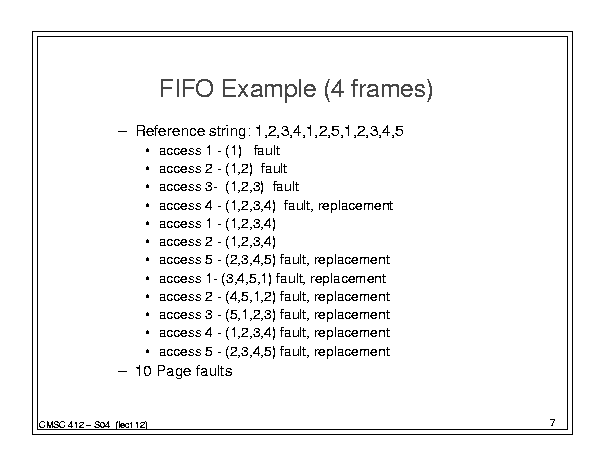 FIFO Example (4 frames)
– Reference string: 1,2,3,4,1,2,5,1,2,3,4,5
• access 1 - (1) fault
• access 2 - (1,2) fault
• access 3- (1,2,3) fault
• access 4 - (1,2,3,4) fault, replacement
• access 1 - (1,2,3,4)
• access 2 - (1,2,3,4)
• access 5 - (2,3,4,5) fault, replacement
• access 1- (3,4,5,1) fault, replacement
• access 2 - (4,5,1,2) fault, replacement
• access 3 - (5,1,2,3) fault, replacement
• access 4 - (1,2,3,4) fault, replacement
• access 5 - (2,3,4,5) fault, replacement
– 10 Page faults
CMSC 412 – S04 (lect 12)
7